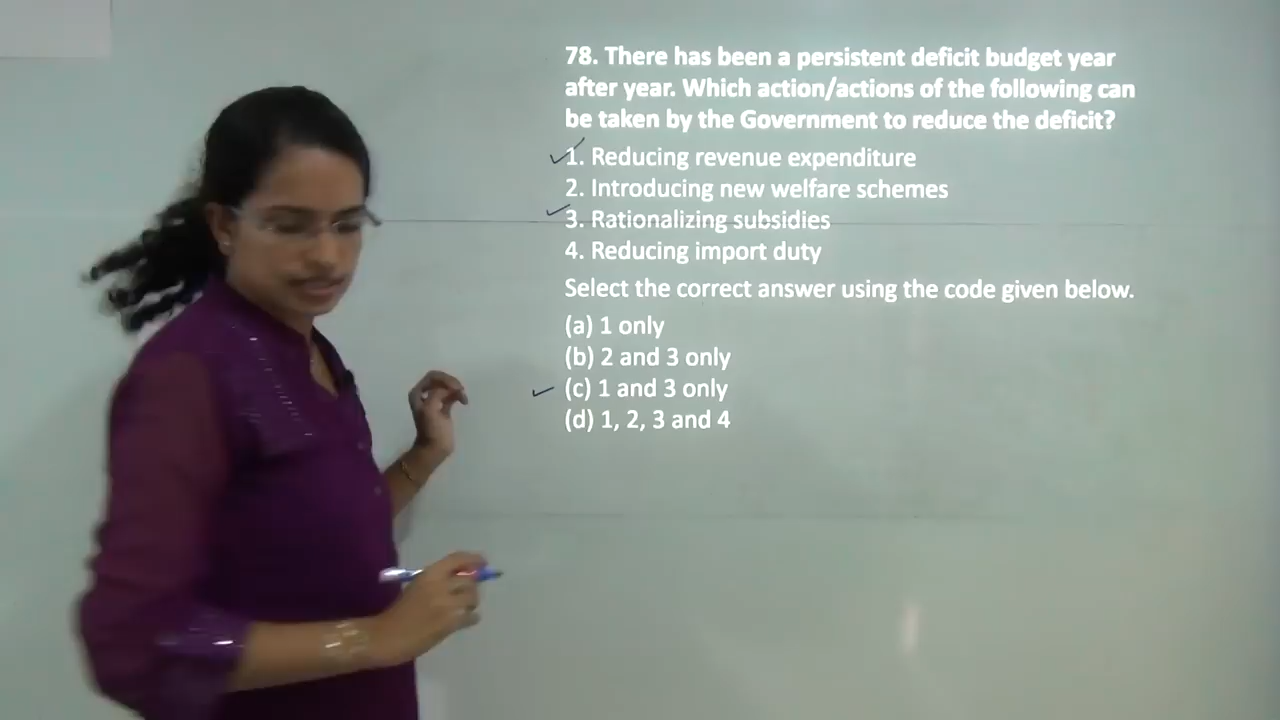 78. There has been a persistent deficit budget year
after year. Which action/actions of the following can
be taken by the Government to reduce the deficit?
1. Reducing revenue expenditure
2. Introducing new welfare schemes
3. Rationalizing subsidies
4. Reducing import duty
Select the correct answer using the code given below.
(a) 1 only
(b) 2 and 3 only
(c) 1 and 3 only
(d) 1, 2, 3 and 4